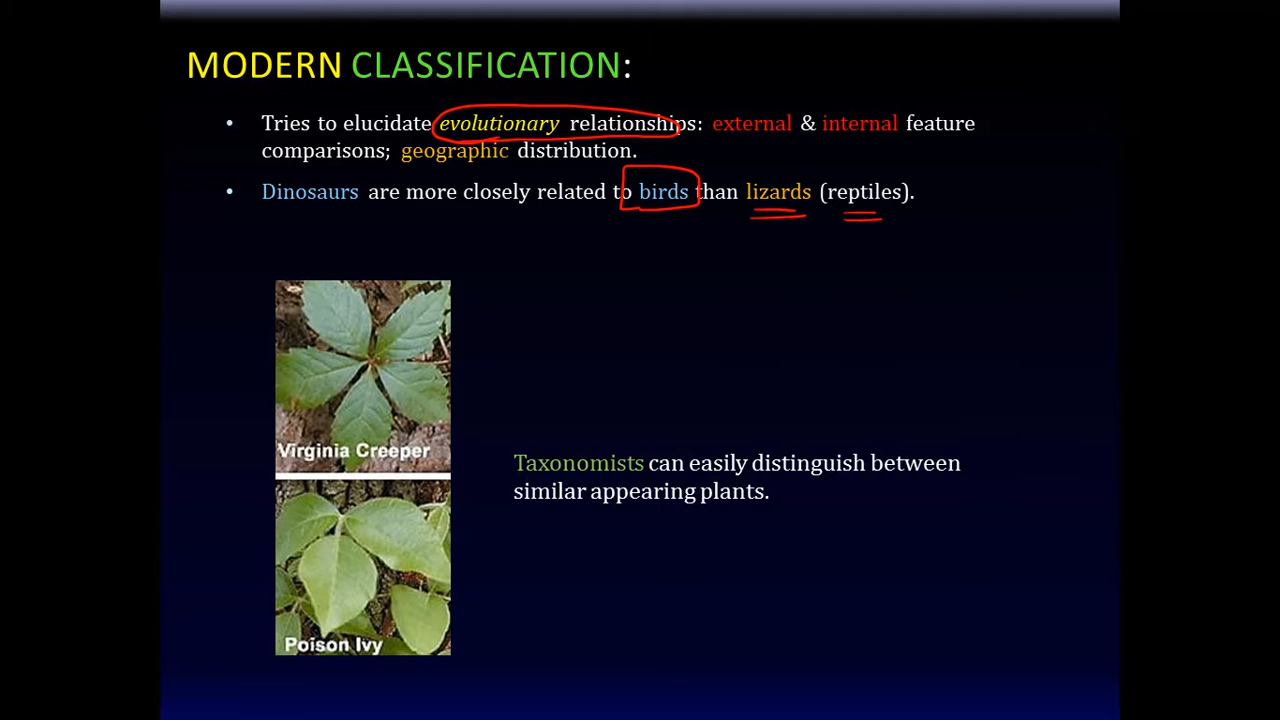 MODERN CLASSIFICATION:
• Tries to elucidate evolutionary relationships: external & internal feature
comparisons; geographic distribution.
• Dinosaurs are more closely related to birds than lizards (reptiles).
Virginia Creeper
Taxonomists can easily distinguish between
similar appearing plants.
Poison Ivy